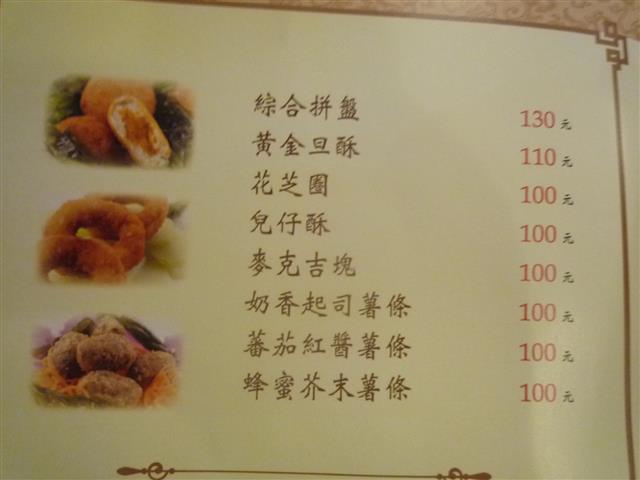 綜合拼盤 130元
黃金旦酥 110元
花芝圈 100元
兒仔酥 100元
麥克吉塊 100元
奶香起司薯條 100元
蕃茄紅醬薯條 100元
蜂蜜芥末薯條 100元